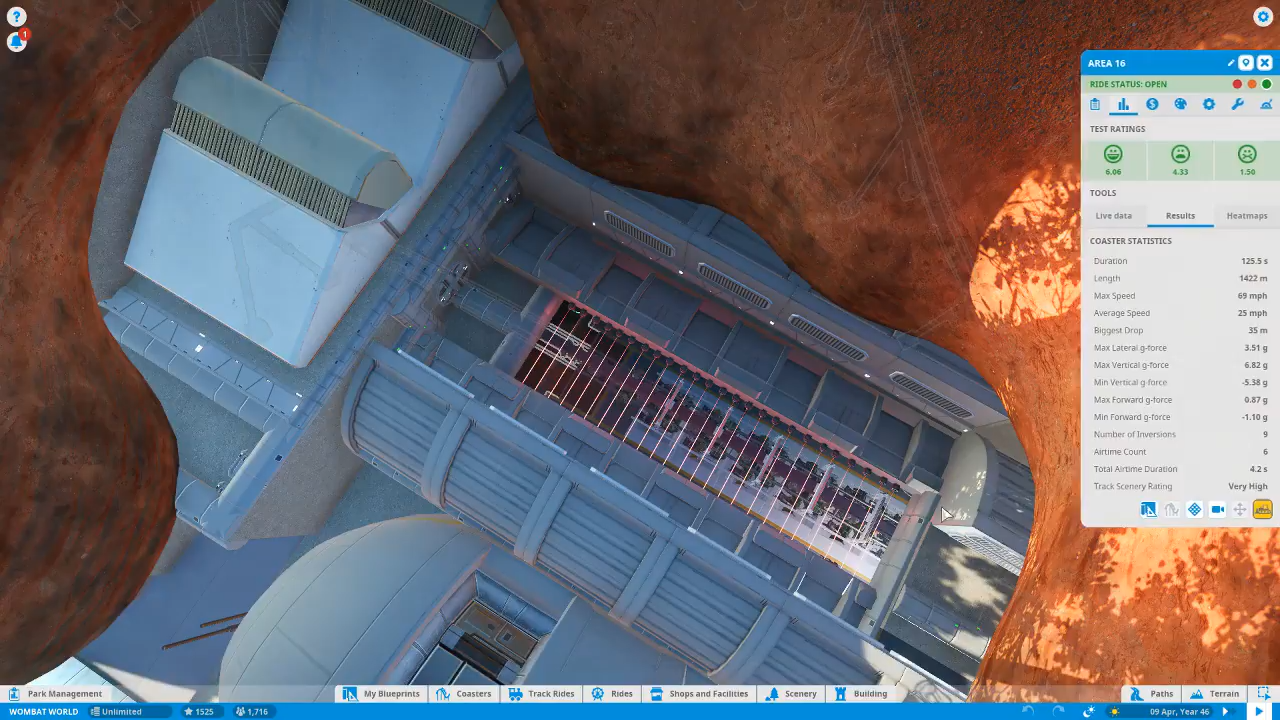 ?
1
AREA 16
RIDE STATUS: OPEN
TEST RATINGS
6.06 4.33 1.50
TOOLS
Live data Results Heatmaps
COASTER STATISTICS
Duration 125.5 s
Length 1422 m
Max Speed 69 mph
Average Speed 25 mph
Biggest Drop 35 m
Max Lateral g-force 3.51 g
Max Vertical g-force 6.82 g
Min Vertical g-force -5.38 g
Max Forward g-force 0.87 g
Min Forward g-force -1.10 g
Number of Inversions 9
Airtime Count 6
Total Airtime Duration 4.2 s
Track Scenery Rating Very High
Park Management My Blueprints Coasters Track Rides Rides Shops and Facilities Scenery Building Paths Terrain
WOMBAT WORLD Unlimited 1525 1,716 09 Apr, Year 46